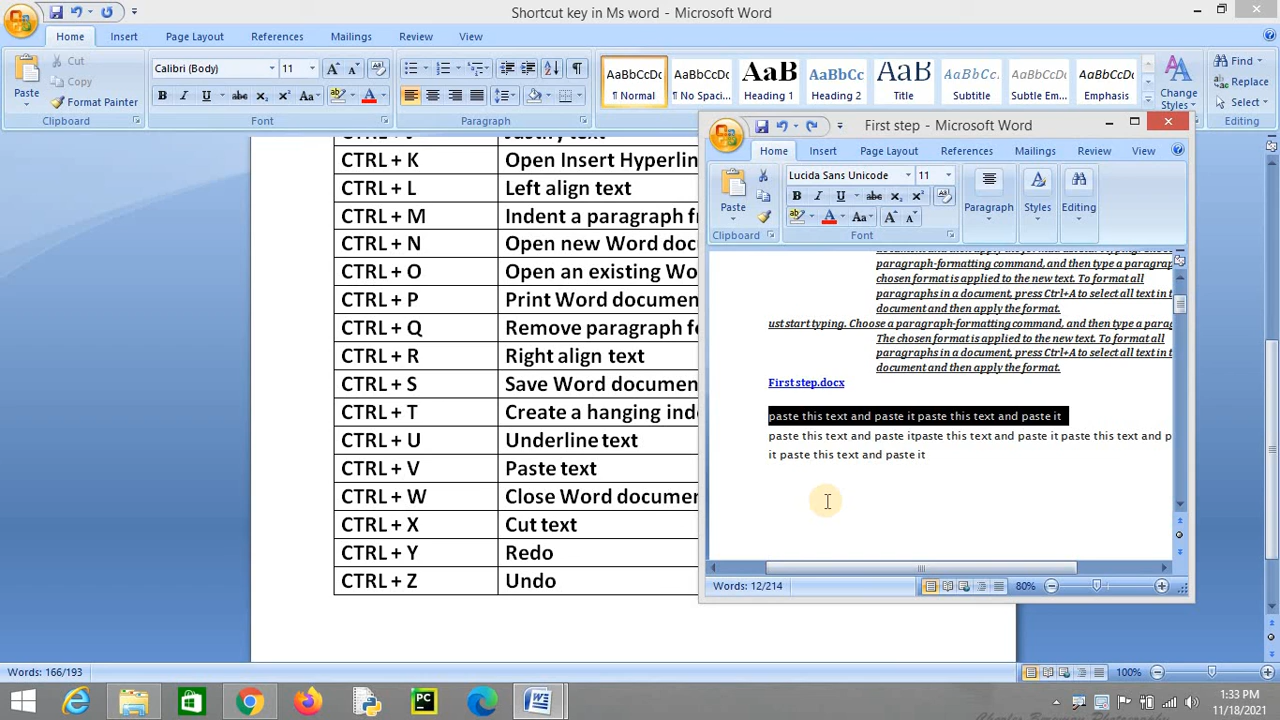 Shortcut key in Ms word - Microsoft Word
Home Insert Page Layout References Mailings Review View
Paste
Cut
Copy
Format Painter
Clipboard
Calibri (Body) 11
Font
Paragraph
AaBbCcDc AaBbCcDc AaB AaBbCc AaB AaBbCcDc AaBbCcDc AaBbCcDc
¶ Normal ¶ No Spaci... Heading 1 Heading 2 Title Subtitle Subtle Em... Emphasis
Change Styles
Find
Replace
Select
Editing
CTRL + K Open Insert Hyperlin
CTRL + L Left align text
CTRL + M Indent a paragraph f
CTRL + N Open new Word doc
CTRL + O Open an existing Wo
CTRL + P Print Word document
CTRL + Q Remove paragraph fo
CTRL + R Right align text
CTRL + S Save Word documen
CTRL + T Create a hanging ind
CTRL + U Underline text
CTRL + V Paste text
CTRL + W Close Word documen
CTRL + X Cut text
CTRL + Y Redo
CTRL + Z Undo
First step - Microsoft Word
Home Insert Page Layout References Mailings Review View
Paste
Clipboard
Lucida Sans Unicode 11
Font
Paragraph
Styles
Editing
paragraph-formatting command, and then type a paragrap
chosen format is applied to the new text. To format all
paragraphs in a document, press Ctrl+A to select all text in t
document and then apply the format.
ust start typing. Choose a paragraph-formatting command, and then type a parag
The chosen format is applied to the new text. To format all
paragraphs in a document, press Ctrl+A to select all text in t
document and then apply the format.
First step.docx
paste this text and paste it paste this text and paste it
paste this text and paste itpaste this text and paste it paste this text and p
it paste this text and paste it
Words: 12/214
80%
Words: 166/193
100%
1:33 PM
11/18/2021